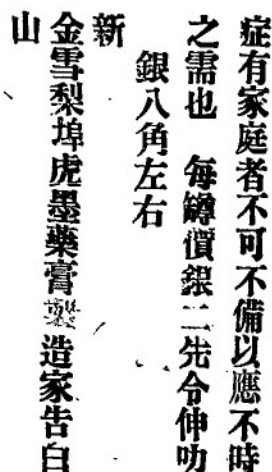 症有家庭者不可不備以應不時
之需也　每罇價銀二先令伸叻
銀八角左右
新
金雪梨埠虎墨藥膏製造家告白
山